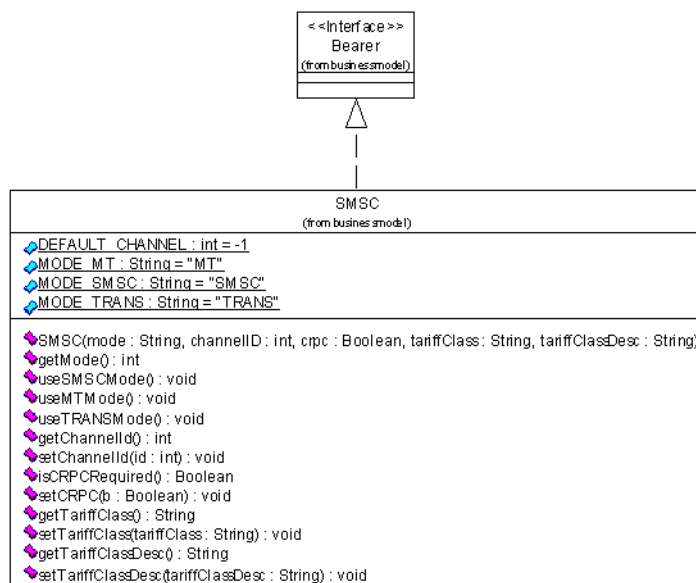 <<Interface>>
Bearer
(from businessmodel)
SMSC
(from businessmodel)
DEFAULT_CHANNEL : int = -1
MODE_MT : String = "MT"
MODE_SMSC : String = "SMSC"
MODE_TRANS : String = "TRANS"
SMSC(mode : String, channelID : int, crpc : Boolean, tariffClass : String, tariffClassDesc : String)
getMode() : int
useSMSCMode() : void
useMTMode() : void
useTRANSMode() : void
getChannelId() : int
setChannelId(id : int) : void
isCRPCRequired() : Boolean
setCRPC(b : Boolean) : void
getTariffClass() : String
setTariffClass(tariffClass : String) : void
getTariffClassDesc() : String
setTariffClassDesc(tariffClassDesc : String) : void